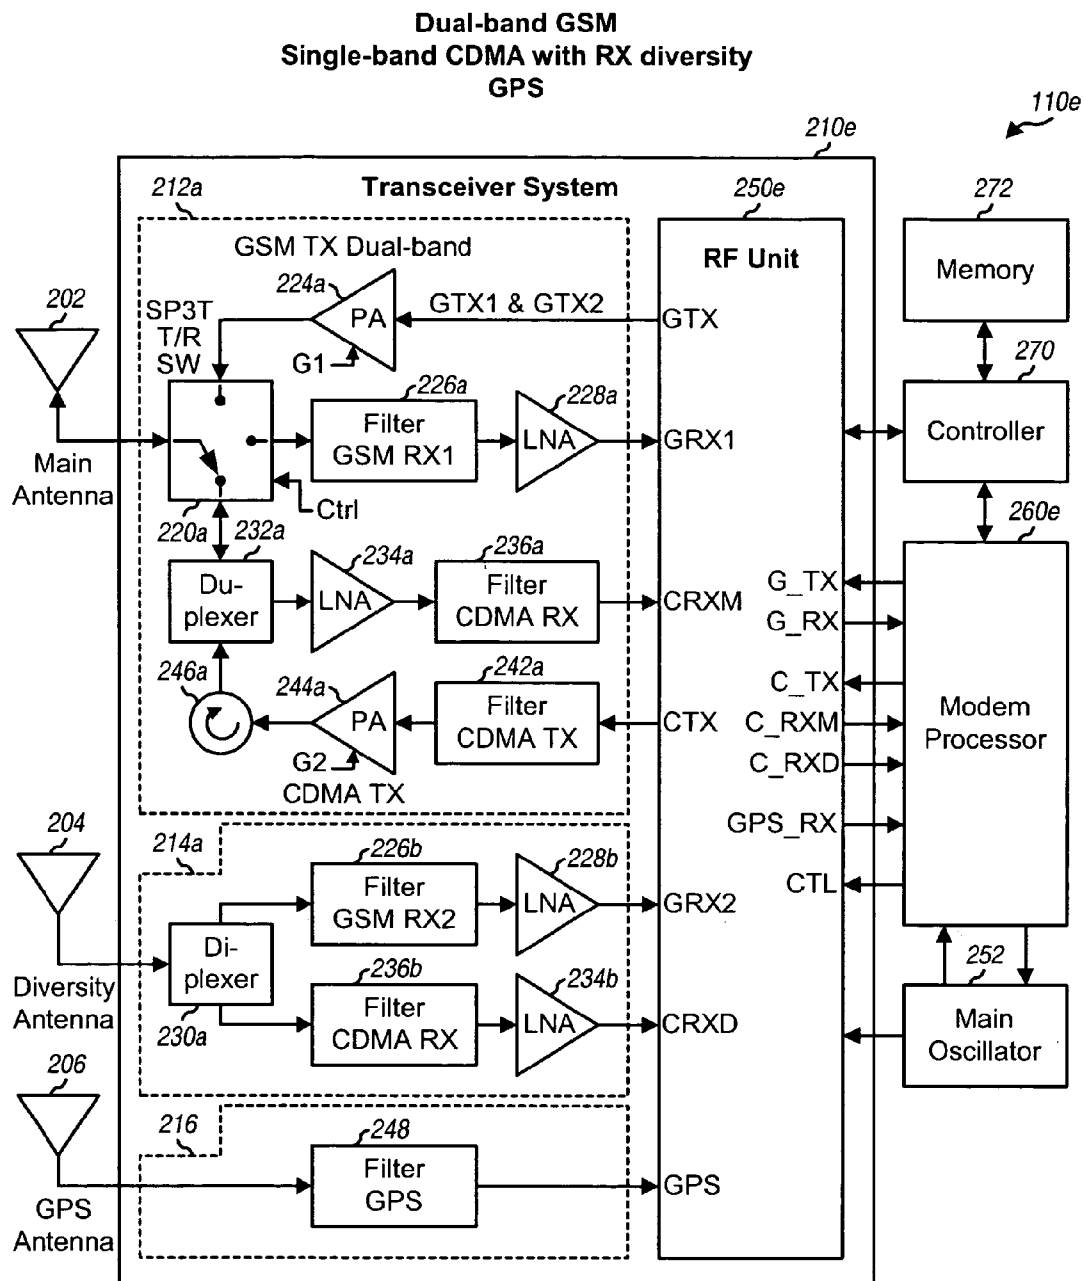 Dual-band GSM
Single-band CDMA with RX diversity
GPS
110e
210e
Transceiver System
212a
250e
272
GSM TX Dual-band
RF Unit
Memory
224a
202
SP3T
T/R
SW
PA
GTX1 & GTX2
GTX
G1
270
226a
228a
Filter
GSM RX1
LNA
GRX1
Controller
Main
Antenna
Ctrl
220a
232a
260e
234a
236a
Du-
plexer
LNA
Filter
CDMA RX
CRXM
G_TX
G_RX
246a
244a
242a
C_TX
PA
Filter
CDMA TX
CTX
C_RXM
Modem
Processor
G2
C_RXD
CDMA TX
204
214a
GPS_RX
226b
228b
Filter
GSM RX2
LNA
GRX2
CTL
Di-
plexer
252
Diversity
Antenna
230a
236b
234b
Filter
CDMA RX
LNA
CRXD
Main
Oscillator
206
216
248
Filter
GPS
GPS
GPS
Antenna